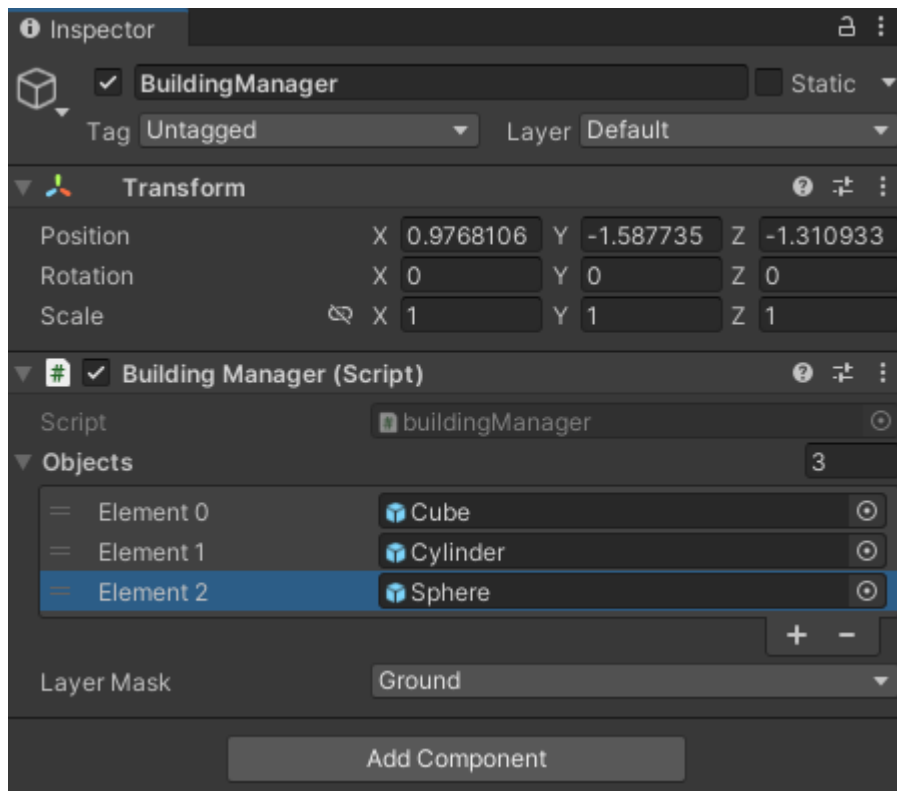 Inspector
BuildingManager Static
Tag Untagged Layer Default
Transform
Position X 0.9768106 Y -1.587735 Z -1.310933
Rotation X 0 Y 0 Z 0
Scale X 1 Y 1 Z 1
# Building Manager (Script)
Script # buildingManager
Objects 3
Element 0 Cube
Element 1 Cylinder
Element 2 Sphere
+ -
Layer Mask Ground
Add Component